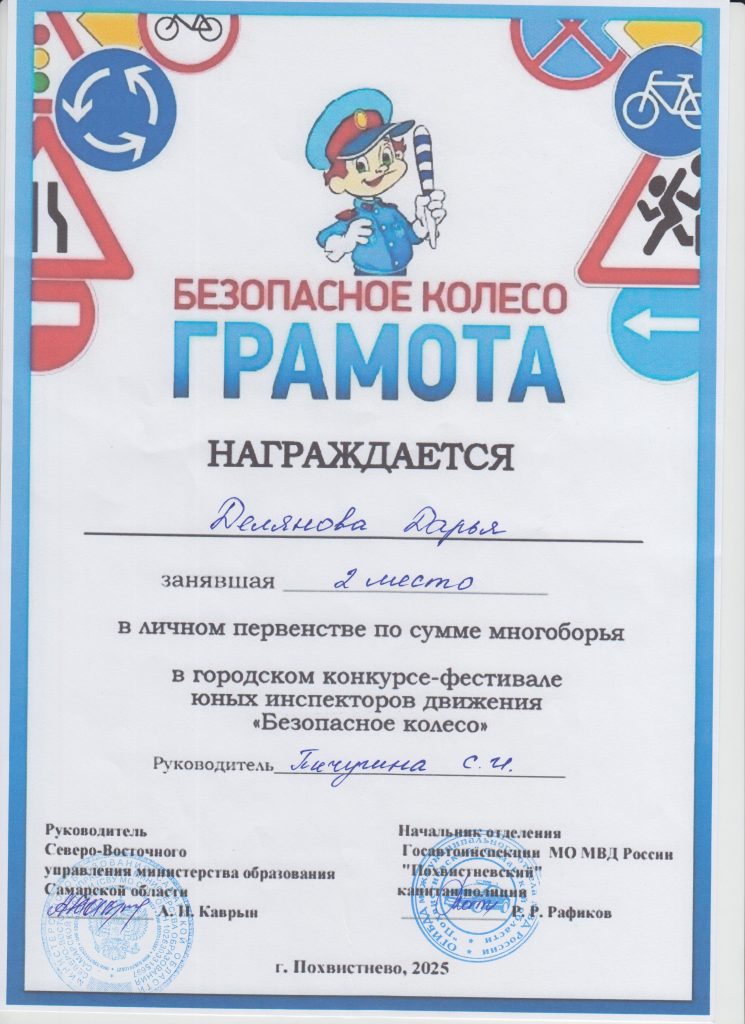 БЕЗОПАСНОЕ КОЛЕСО
ГРАМОТА
НАГРАЖДАЕТСЯ
Делянова Дарья
занявшая 2 место
в личном первенстве по сумме многоборья
в городском конкурсе-фестивале
юных инспекторов движения
«Безопасное колесо»
Руководитель Пичугина С.И.
Руководитель
Северо-Восточного
управления министерства образования
Самарской области
А. Н. Каврын
Начальник отделения
Госавтоинспекции МО МВД России
"Похвистневский"
капитан полиции
Р. Р. Рафиков
г. Похвистнево, 2025